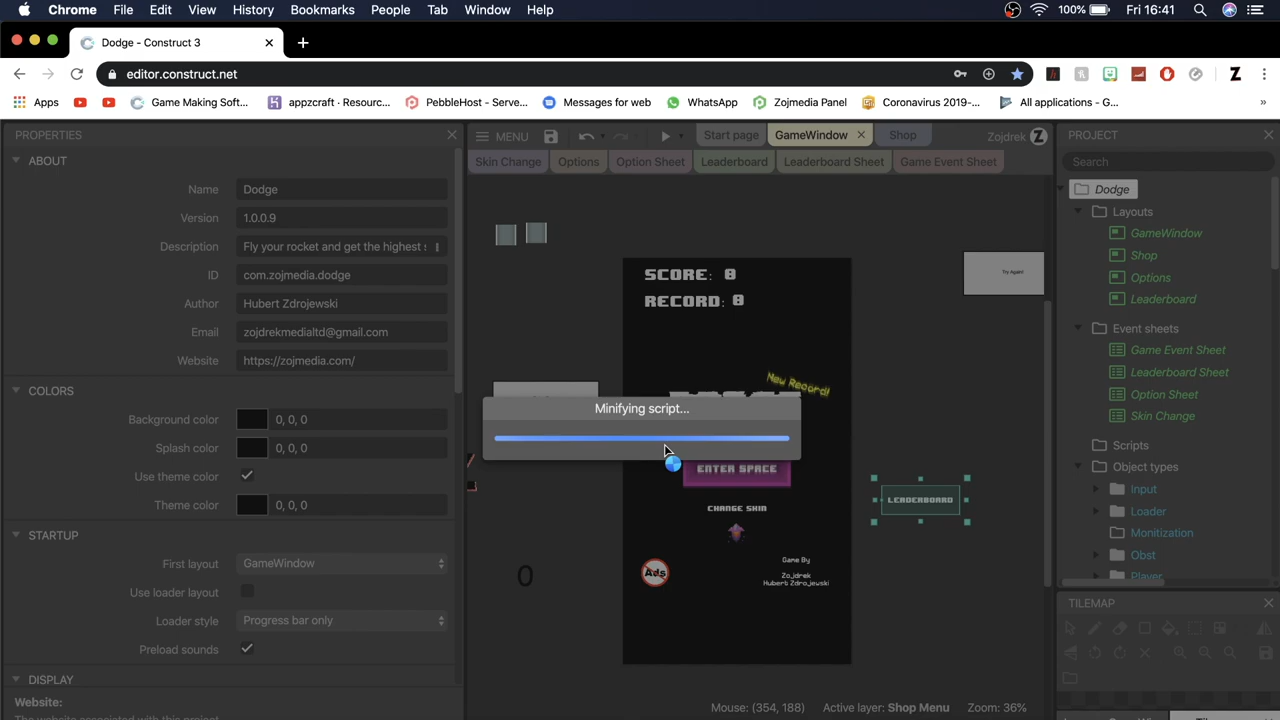 Chrome File Edit View History Bookmarks People Tab Window Help 100% Fri 16:41
Dodge - Construct 3
editor.construct.net
Apps Game Making Soft... appzcraft - Resourc... PebbleHost - Serve... Messages for web WhatsApp Zojmedia Panel Coronavirus 2019-... All applications - G... »
PROPERTIES
MENU Start page GameWindow Shop Zojdrek
PROJECT
ABOUT
Skin Change Options Option Sheet Leaderboard Leaderboard Sheet Game Event Sheet
Search
Name Dodge
Version 1.0.0.9
Description Fly your rocket and get the highest s
ID com.zojmedia.dodge
Author Hubert Zdrojewski
Email zojdrekmedialtd@gmail.com
Website https://zojmedia.com/
COLORS
Background color 0, 0, 0
Splash color 0, 0, 0
Use theme color
Theme color 0, 0, 0
STARTUP
First layout GameWindow
Use loader layout
Loader style Progress bar only
Preload sounds
DISPLAY
Website:
SCORE: 0
RECORD: 0
Try Again!
New Record!
Minifying script...
ENTER SPACE
LEADERBOARD
CHANGE SKIN
0
Ads
Game By
Zojdrek
Hubert Zdrojewski
Mouse: (354, 188) Active layer: Shop Menu Zoom: 36%
Dodge
Layouts
GameWindow
Shop
Options
Leaderboard
Event sheets
Game Event Sheet
Leaderboard Sheet
Option Sheet
Skin Change
Scripts
Object types
Input
Loader
Monitization
Obst
Player
TILEMAP